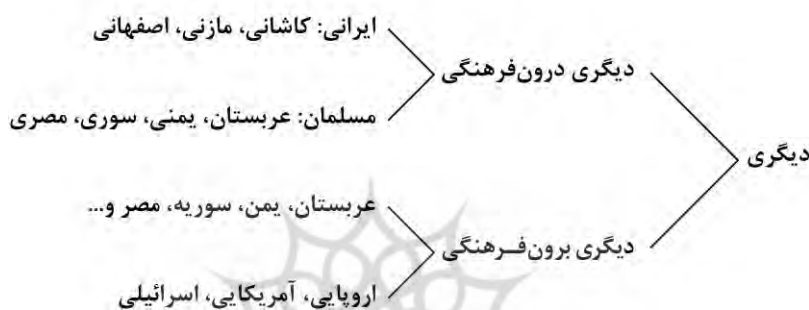 ایرانی: کاشانی، مازنی، اصفهانی
دیگری درون‌فرهنگی
مسلمان: عربستان، یمنی، سوری، مصری
دیگری
عربستان، یمن، سوریه، مصر و...
دیگری برون‌فـرهنگی
اروپایی، آمریکایی، اسرائیلی